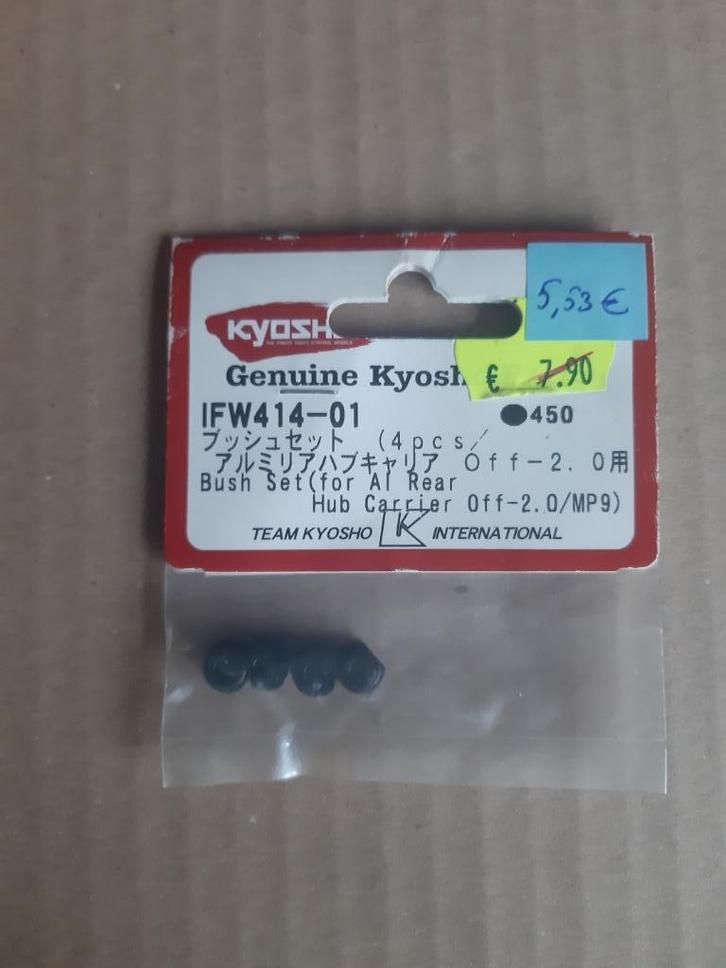 5,53 €
KYOSH
€ 7.90
Genuine Kyosh
IFW414-01 ●450
ブッシュセット (4pcs/
アルミリアハブキャリア Off-2.0用
Bush Set(for Al Rear
Hub Carrier Off-2.0/MP9)
TEAM KYOSHO K INTERNATIONAL